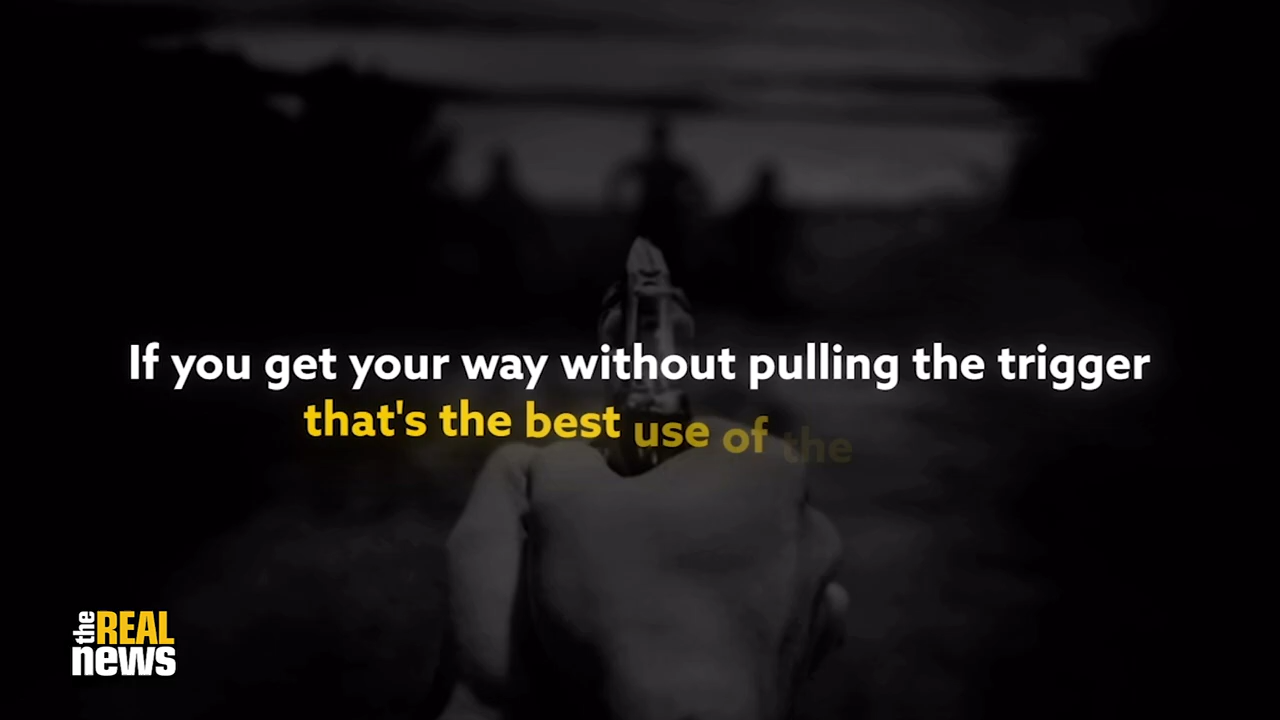 If you get your way without pulling the trigger
that's the best use of the
the REAL
news